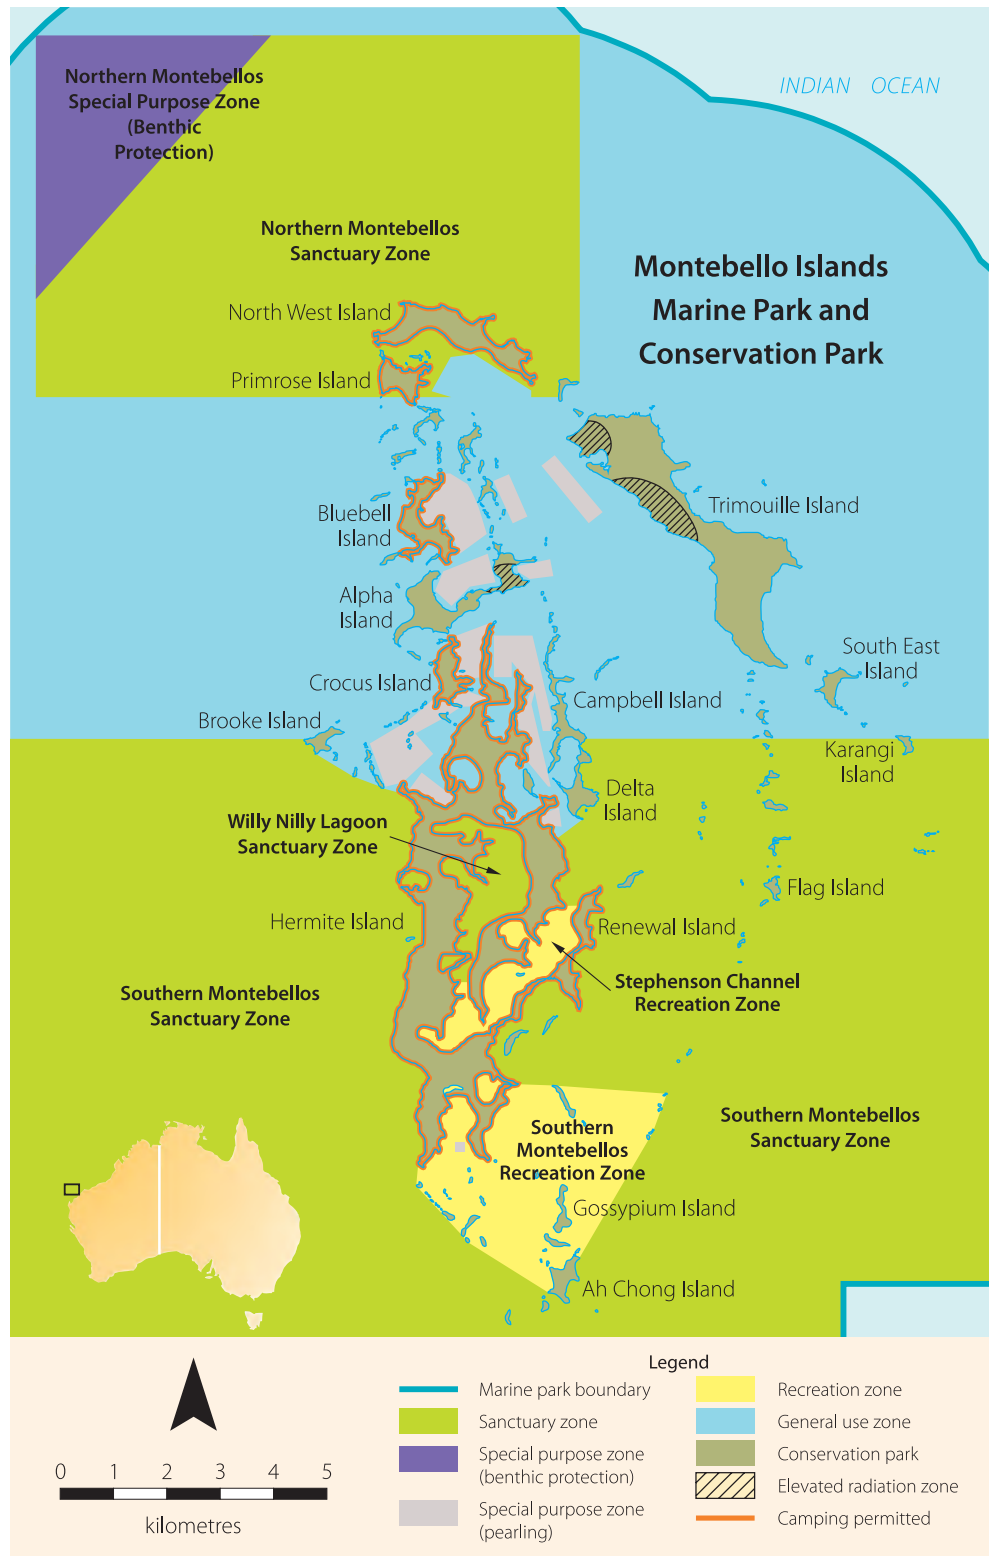 Northern Montebellos
Special Purpose Zone
(Benthic
Protection)
INDIAN OCEAN
Northern Montebellos
Sanctuary Zone
Montebello Islands
Marine Park and
Conservation Park
North West Island
Primrose Island
Trimouille Island
Bluebell
Island
Alpha
Island
South East
Island
Crocus Island
Campbell Island
Brooke Island
Karangi
Island
Delta
Island
Willy Nilly Lagoon
Sanctuary Zone
Flag Island
Hermite Island
Renewal Island
Stephenson Channel
Recreation Zone
Southern Montebellos
Sanctuary Zone
Southern Montebellos
Sanctuary Zone
Southern
Montebellos
Recreation Zone
Gossypium Island
Ah Chong Island
Legend
Marine park boundary
Sanctuary zone
Special purpose zone
(benthic protection)
Special purpose zone
(pearling)
Recreation zone
General use zone
Conservation park
Elevated radiation zone
Camping permitted
0 1 2 3 4 5
kilometres